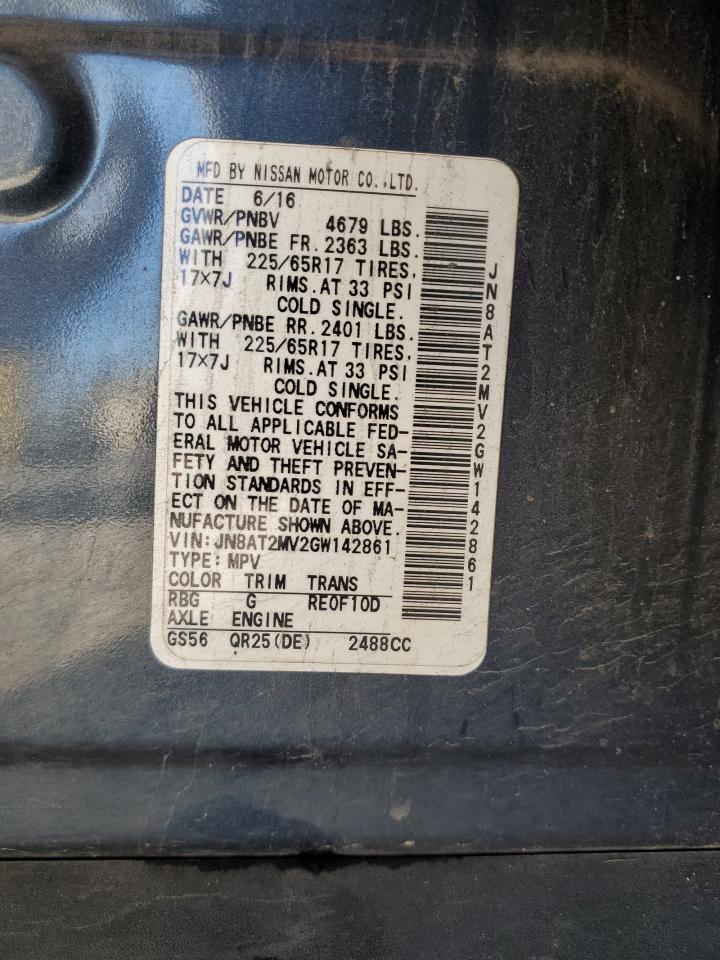 MFD BY NISSAN MOTOR CO.,LTD.
DATE 6/16
GVWR/PNBV 4679 LBS.
GAWR/PNBE FR. 2363 LBS.
WITH 225/65R17 TIRES,
17×7J RIMS.AT 33 PSI
COLD SINGLE.
GAWR/PNBE RR. 2401 LBS.
WITH 225/65R17 TIRES,
17×7J RIMS.AT 33 PSI
COLD SINGLE.
THIS VEHICLE CONFORMS
TO ALL APPLICABLE FED-
ERAL MOTOR VEHICLE SA-
FETY AND THEFT PREVEN-
TION STANDARDS IN EFF-
ECT ON THE DATE OF MA-
NUFACTURE SHOWN ABOVE.
VIN: JN8AT2MV2GW142861
TYPE: MPV
COLOR TRIM TRANS
RBG G RE0F10D
AXLE ENGINE
GS56 QR25(DE) 2488CC
JN8AT2MV2GW142861